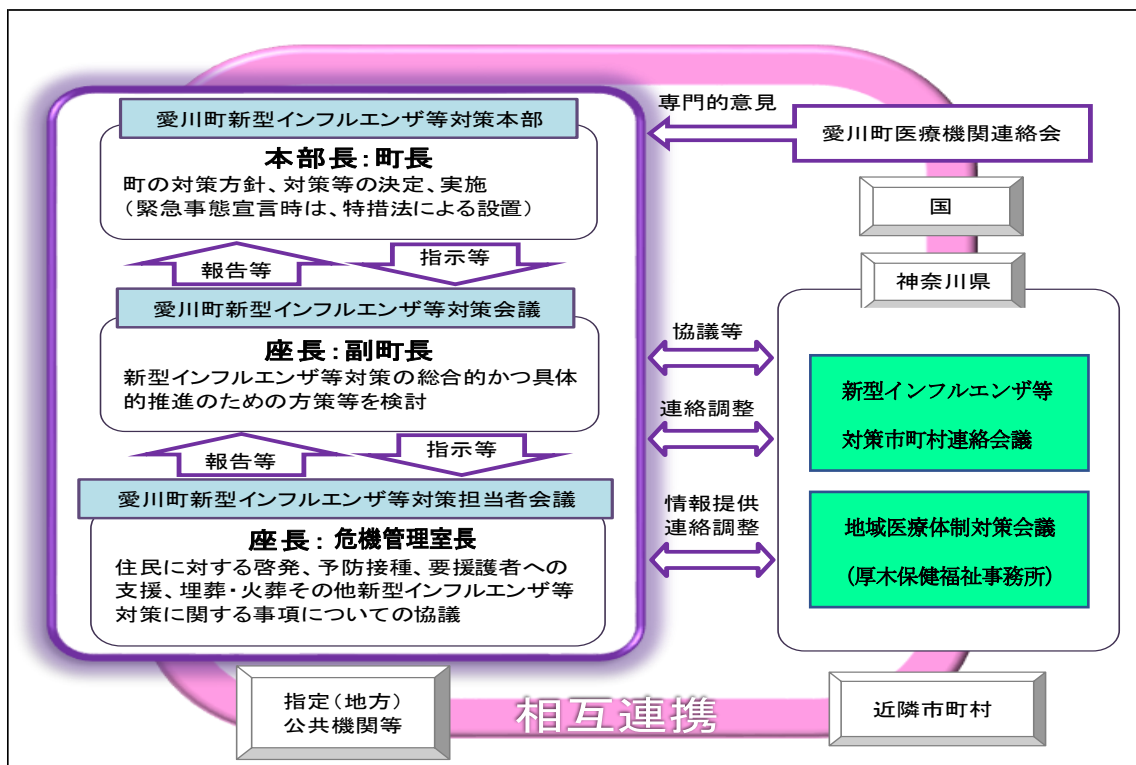 愛川町新型インフルエンザ等対策本部
本部長：町長
町の対策方針、対策等の決定、実施
（緊急事態宣言時は、特措法による設置）
報告等
指示等
愛川町新型インフルエンザ等対策会議
座長：副町長
新型インフルエンザ等対策の総合的かつ具体
的推進のための方策等を検討
報告等
指示等
愛川町新型インフルエンザ等対策担当者会議
座長：危機管理室長
住民に対する啓発、予防接種、要援護者への
支援、埋葬・火葬その他新型インフルエンザ等
対策に関する事項についての協議
専門的意見
愛川町医療機関連絡会
国
神奈川県
協議等
連絡調整
情報提供
連絡調整
新型インフルエンザ等
対策市町村連絡会議
地域医療体制対策会議
（厚木保健福祉事務所）
指定（地方）
公共機関等
相互連携
近隣市町村